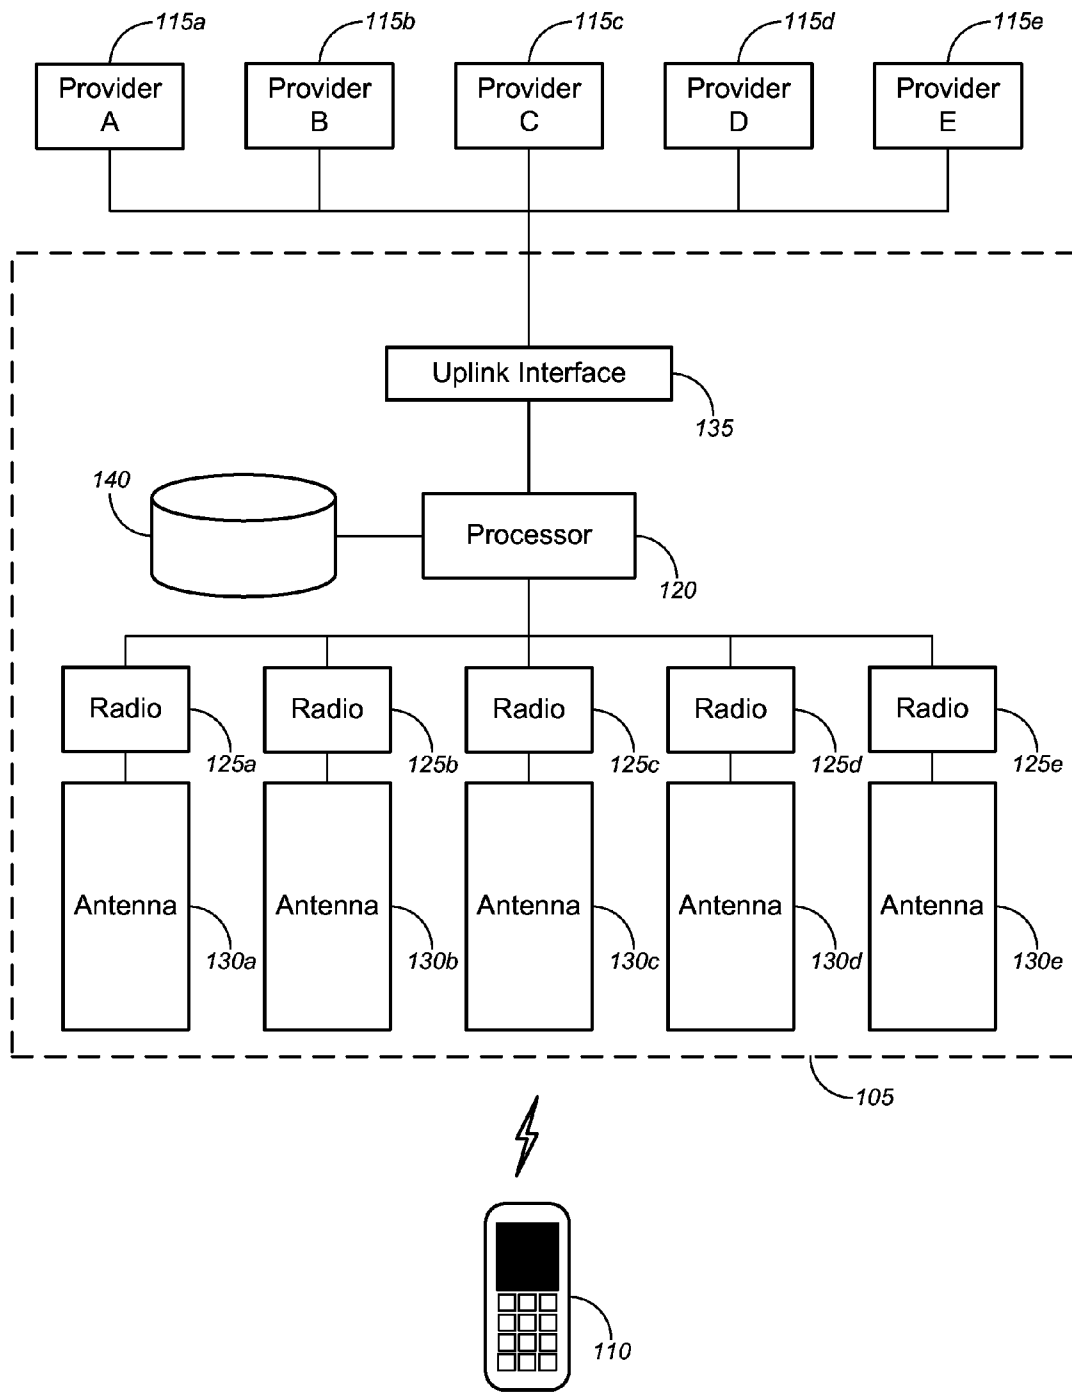 115a
115b
115c
115d
115e
Provider
A
Provider
B
Provider
C
Provider
D
Provider
E
Uplink Interface
135
140
Processor
120
Radio
Radio
Radio
Radio
Radio
125a
125b
125c
125d
125e
Antenna
Antenna
Antenna
Antenna
Antenna
130a
130b
130c
130d
130e
105
110